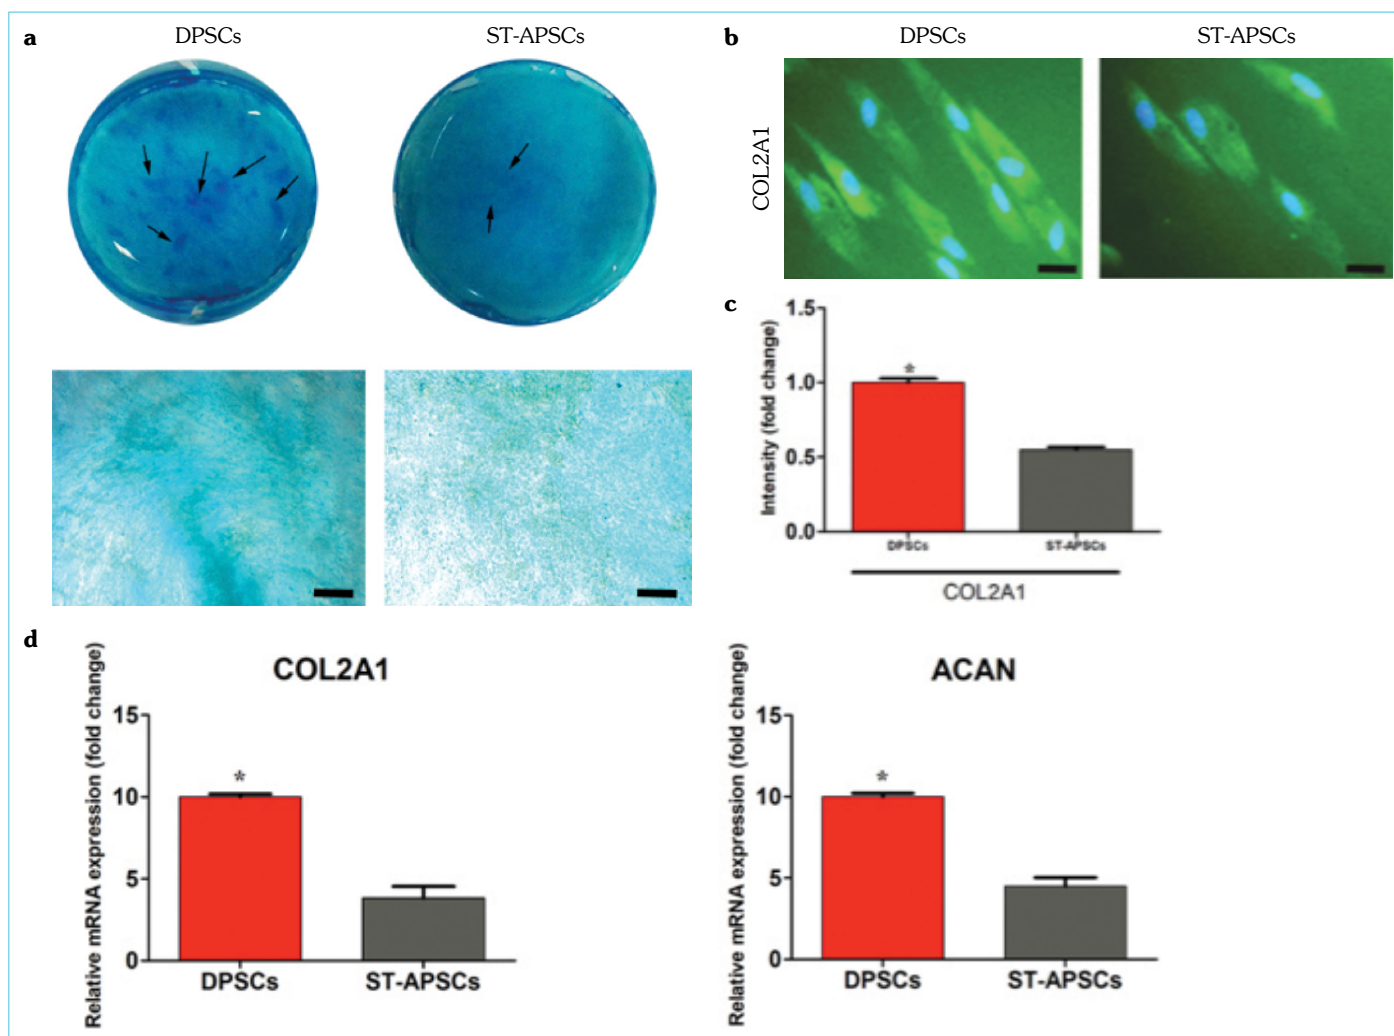 a
DPSCs
ST-APSCs
b
DPSCs
ST-APSCs
COL2A1
c
Intensity (fold change)
1.5
1.0
0.5
0.0
*
DPSCs
ST-APSCs
COL2A1
d
COL2A1
Relative mRNA expression (fold change)
15
10
5
0
*
DPSCs
ST-APSCs
ACAN
Relative mRNA expression (fold change)
15
10
5
0
*
DPSCs
ST-APSCs